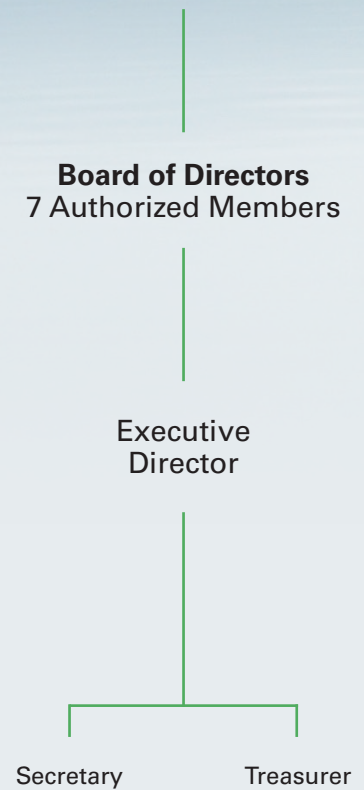 Board of Directors
7 Authorized Members
Executive
Director
Secretary
Treasurer